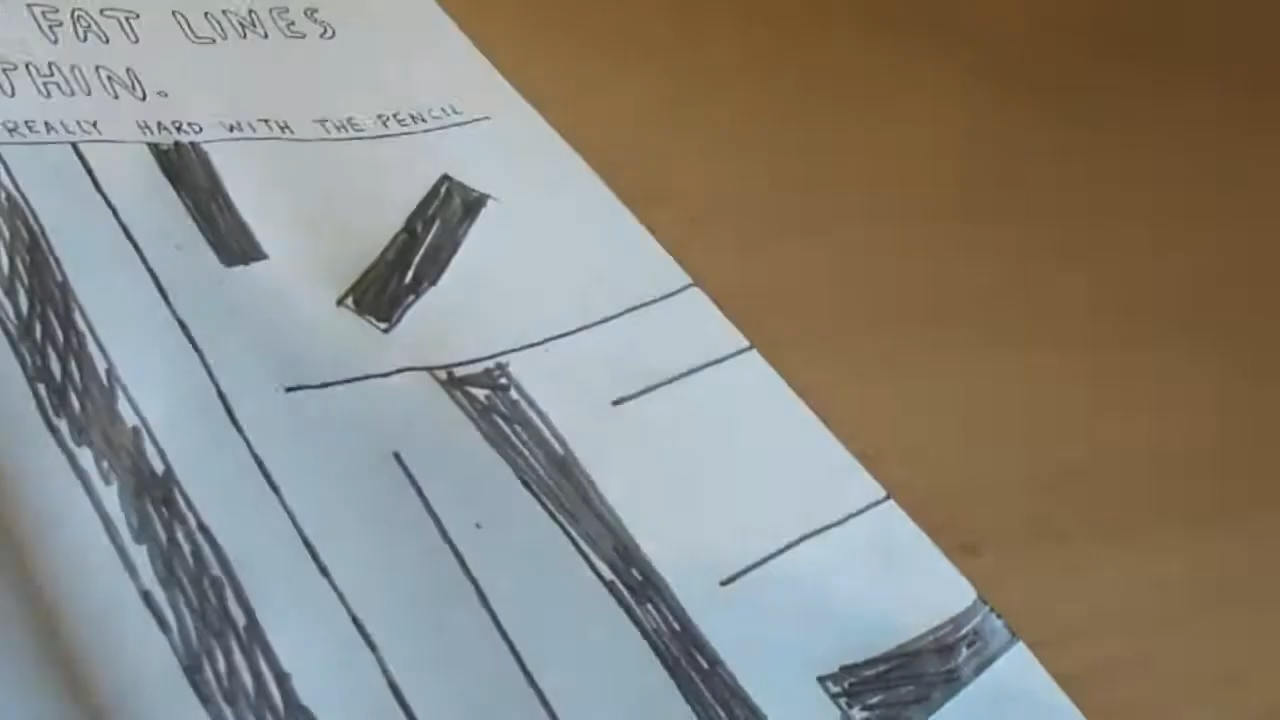 FAT LINES
THIN.
REALLY HARD WITH THE PENCIL